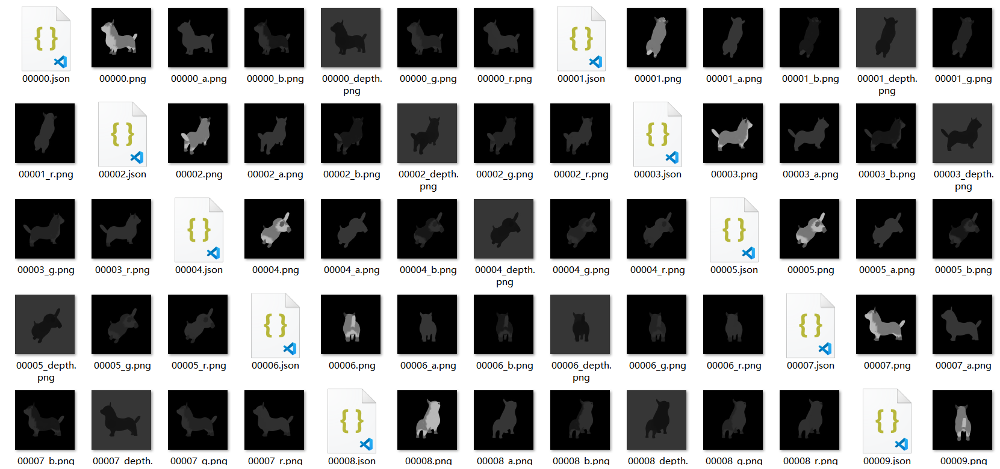 00000.json 00000.png 00000_a.png 00000_b.png 00000_depth.png 00000_g.png 00000_r.png 00001.json 00001.png 00001_a.png 00001_b.png 00001_depth.png 00001_g.png
00001_r.png 00002.json 00002.png 00002_a.png 00002_b.png 00002_depth.png 00002_g.png 00002_r.png 00003.json 00003.png 00003_a.png 00003_b.png 00003_depth.png
00003_g.png 00003_r.png 00004.json 00004.png 00004_a.png 00004_b.png 00004_depth.png 00004_g.png 00004_r.png 00005.json 00005.png 00005_a.png 00005_b.png
00005_depth.png 00005_g.png 00005_r.png 00006.json 00006.png 00006_a.png 00006_b.png 00006_depth.png 00006_g.png 00006_r.png 00007.json 00007.png 00007_a.png
00007_b.png 00007_depth. 00007_g.png 00007_r.png 00008.json 00008.png 00008_a.png 00008_b.png 00008_depth. 00008_g.png 00008_r.png 00009.json 00009.png